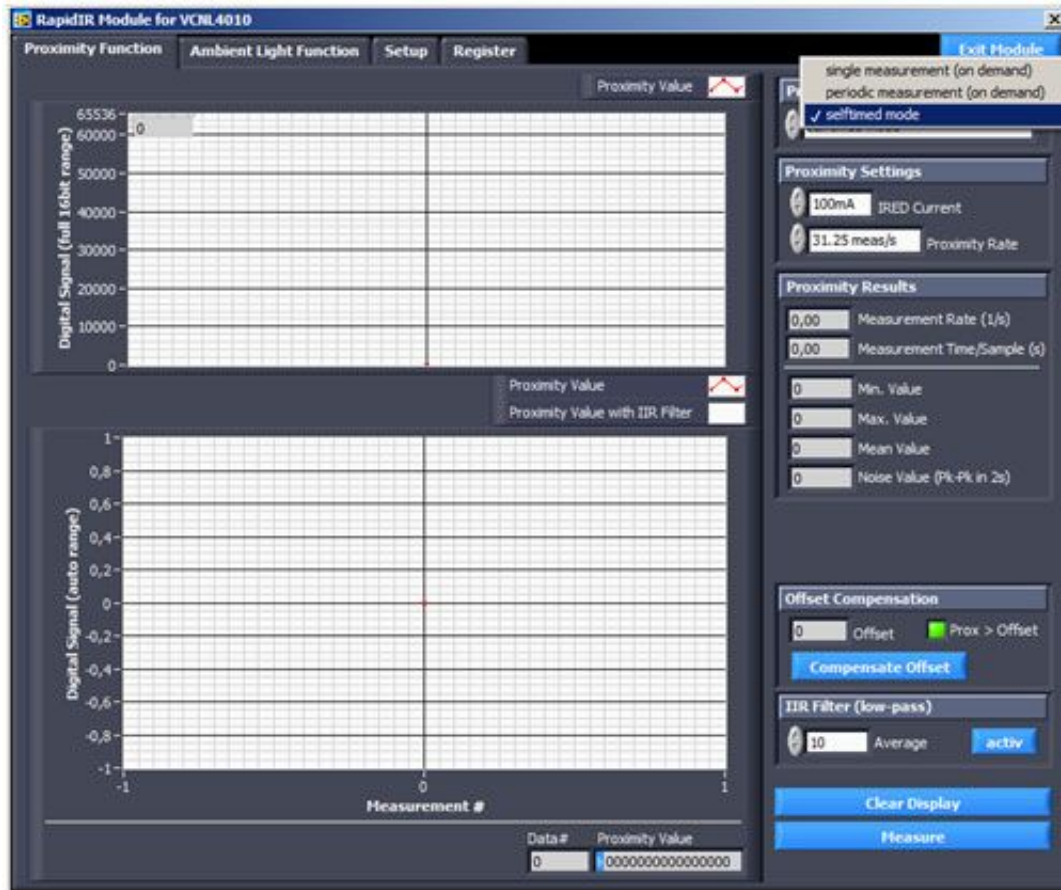 RapidIR Module for VCNL4010
Proximity Function
Ambient Light Function
Setup
Register
Exit Module
single measurement (on demand)
periodic measurement (on demand)
selftimed mode
Proximity Value
65536
60000
50000
40000
30000
20000
10000
0
0
Digital Signal (full 16bit range)
Proximity Settings
100mA IRED Current
31.25 meas/s Proximity Rate
Proximity Results
0,00 Measurement Rate (1/s)
0,00 Measurement Time/Sample (s)
0 Min. Value
0 Max. Value
0 Mean Value
0 Noise Value (Pk-Pk in 2s)
Proximity Value
Proximity Value with IIR Filter
1
0,8
0,6
0,4
0,2
0
-0,2
-0,4
-0,6
-0,8
-1
Digital Signal (auto range)
-1 0 1
Measurement #
Offset Compensation
0 Offset Prox > Offset
Compensate Offset
IIR Filter (low-pass)
10 Average activ
Clear Display
Measure
Data# Proximity Value
0 0000000000000000